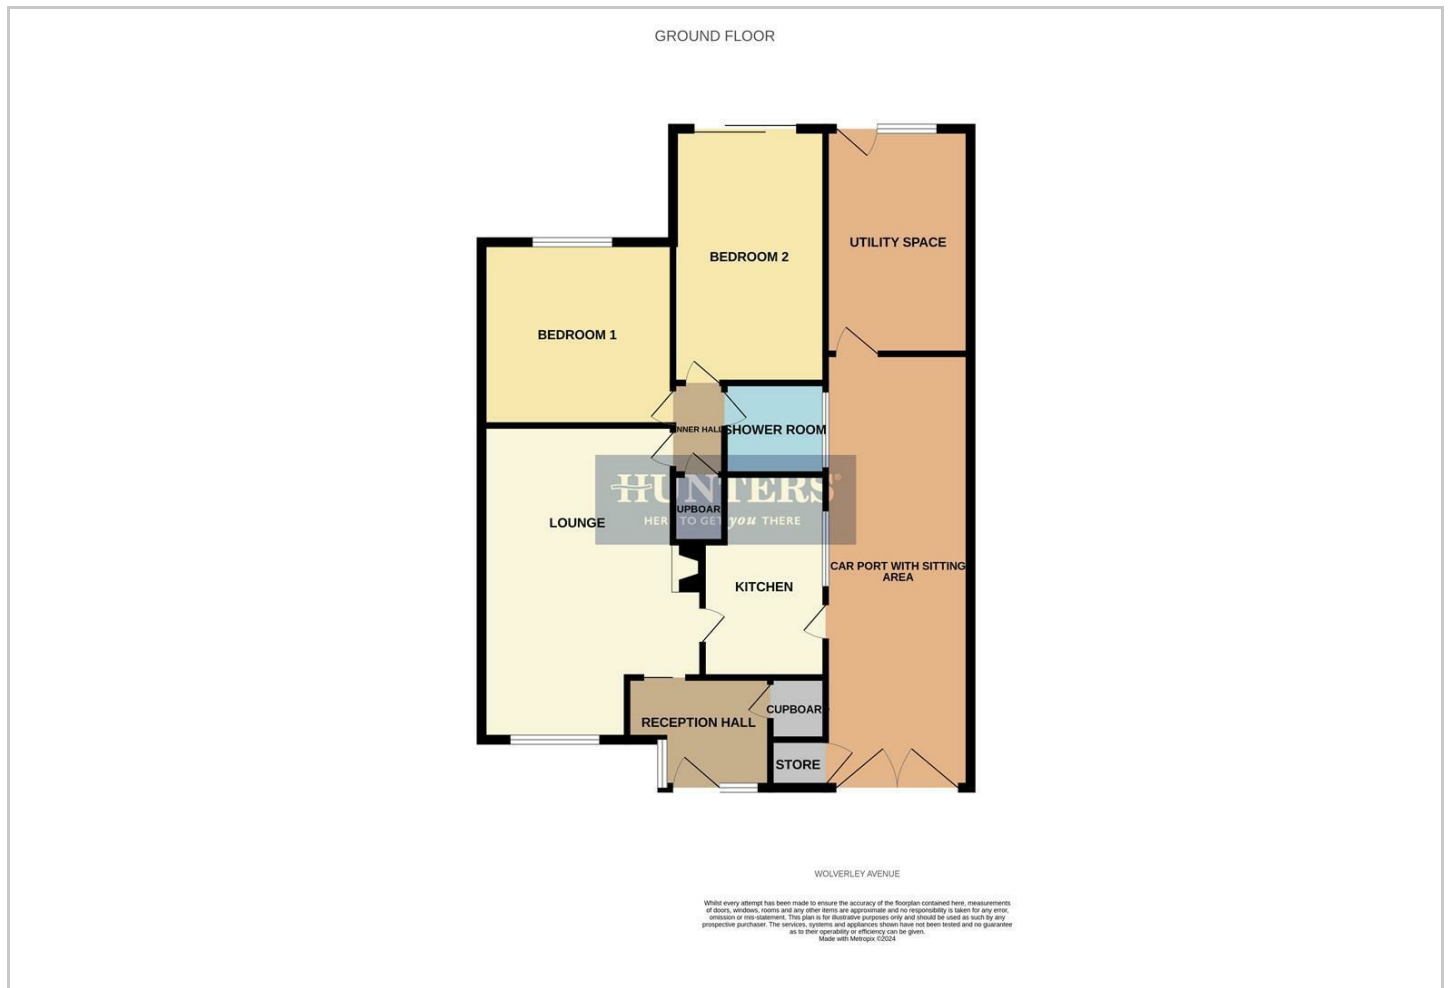 GROUND FLOOR
UTILITY SPACE
BEDROOM 2
BEDROOM 1
INNER HALL
SHOWER ROOM
HUNTERS
HERE TO GET you THERE
UPBOAR
LOUNGE
CAR PORT WITH SITTING
AREA
KITCHEN
CUPBOARD
RECEPTION HALL
STORE
WOLVERLEY AVENUE
Whilst every attempt has been made to ensure the accuracy of the floorplan contained here, measurements
of doors, windows, rooms and any other items are approximate and no responsibility is taken for any error,
omission or mis-statement. This plan is for illustrative purposes only and should be used as such by any
prospective purchaser. The services, systems and appliances shown have not been tested and no guarantee
as to their operability or efficiency can be given.
Made with Metropix ©2024